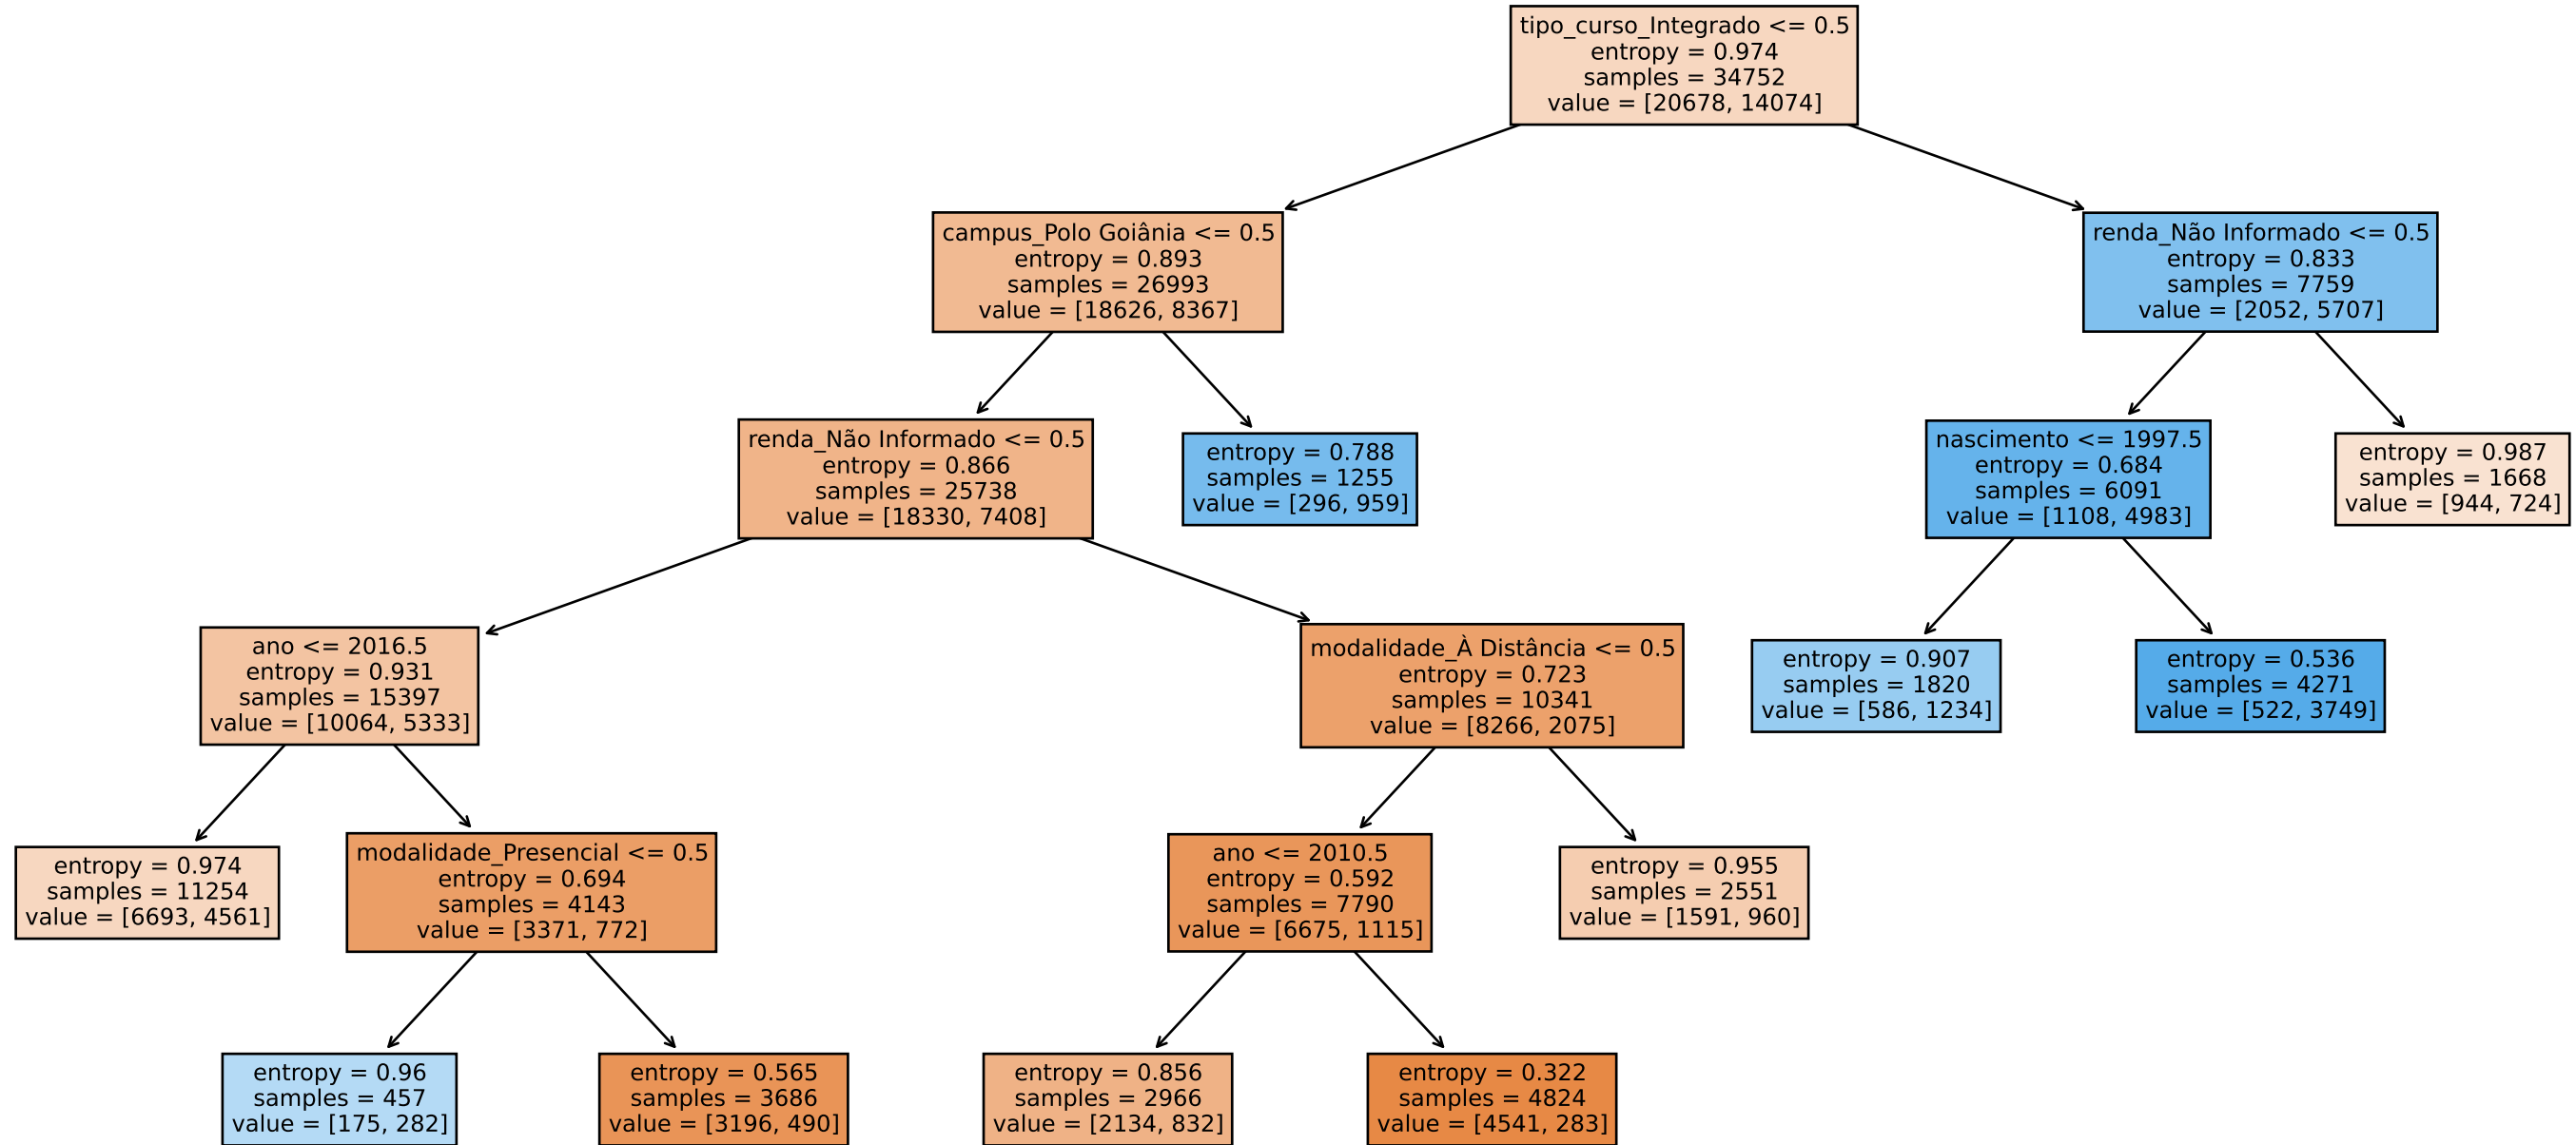 tipo_curso_Integrado <= 0.5
entropy = 0.974
samples = 34752
value = [20678, 14074]
campus_Polo Goiânia <= 0.5
entropy = 0.893
samples = 26993
value = [18626, 8367]
renda_Não Informado <= 0.5
entropy = 0.833
samples = 7759
value = [2052, 5707]
renda_Não Informado <= 0.5
entropy = 0.866
samples = 25738
value = [18330, 7408]
entropy = 0.788
samples = 1255
value = [296, 959]
nascimento <= 1997.5
entropy = 0.684
samples = 6091
value = [1108, 4983]
entropy = 0.987
samples = 1668
value = [944, 724]
ano <= 2016.5
entropy = 0.931
samples = 15397
value = [10064, 5333]
modalidade_À Distância <= 0.5
entropy = 0.723
samples = 10341
value = [8266, 2075]
entropy = 0.907
samples = 1820
value = [586, 1234]
entropy = 0.536
samples = 4271
value = [522, 3749]
entropy = 0.974
samples = 11254
value = [6693, 4561]
modalidade_Presencial <= 0.5
entropy = 0.694
samples = 4143
value = [3371, 772]
ano <= 2010.5
entropy = 0.592
samples = 7790
value = [6675, 1115]
entropy = 0.955
samples = 2551
value = [1591, 960]
entropy = 0.96
samples = 457
value = [175, 282]
entropy = 0.565
samples = 3686
value = [3196, 490]
entropy = 0.856
samples = 2966
value = [2134, 832]
entropy = 0.322
samples = 4824
value = [4541, 283]